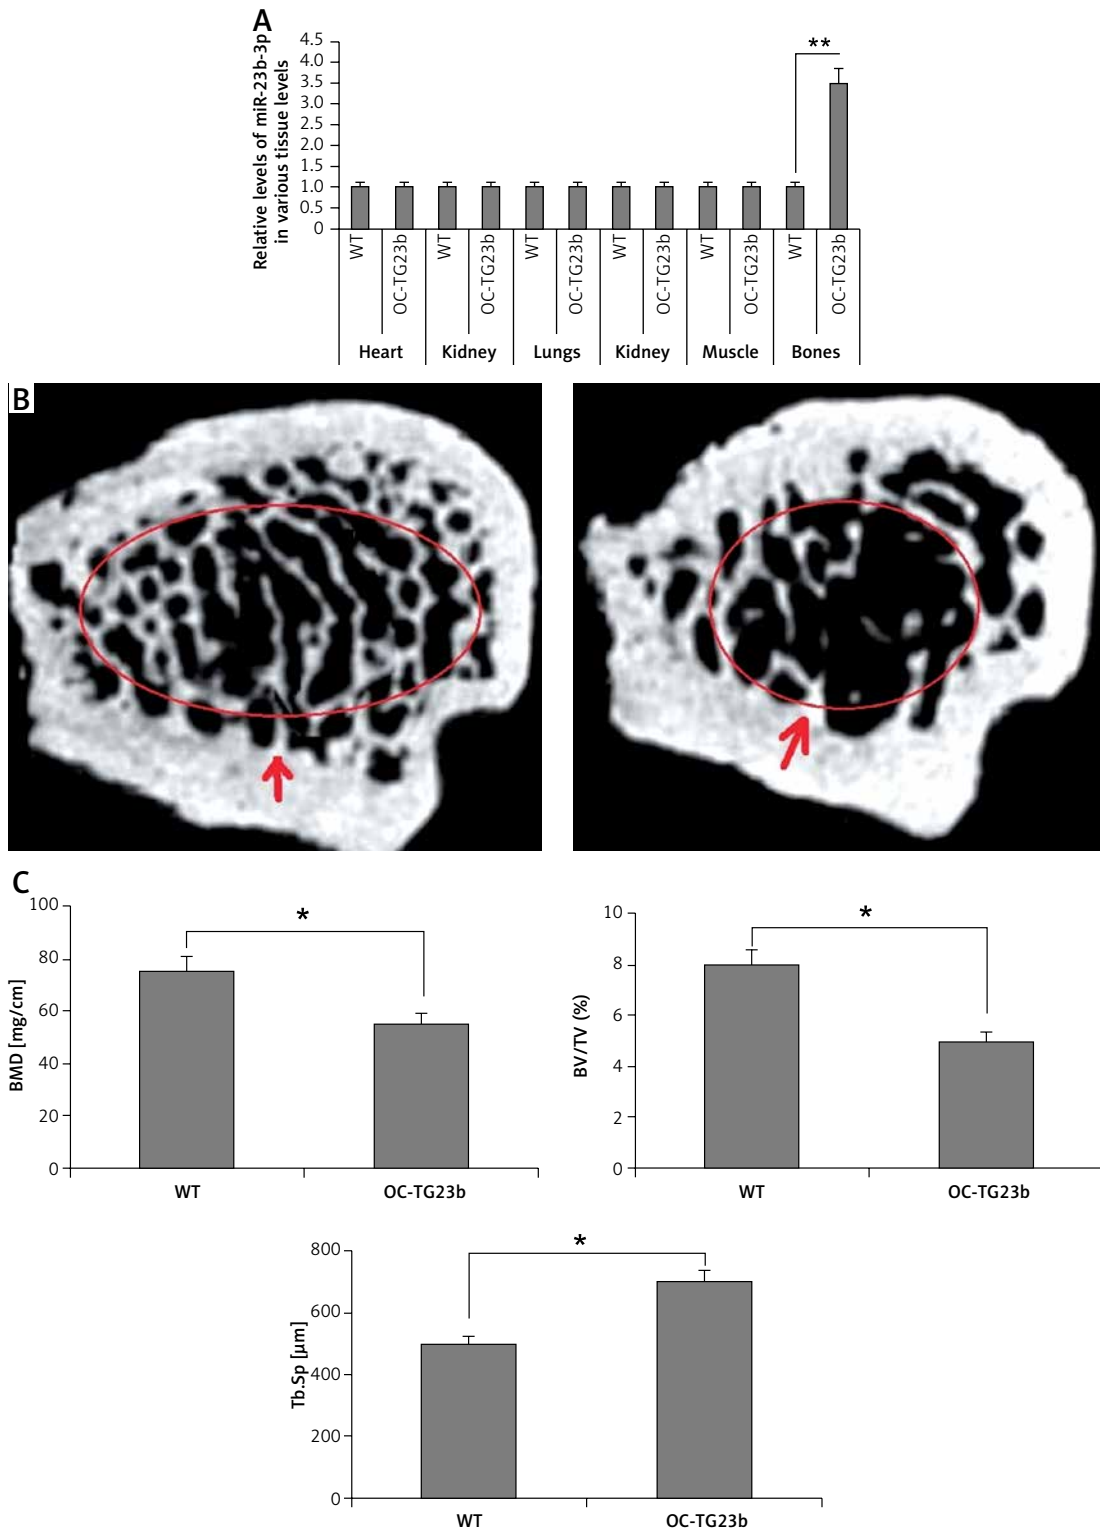 A
Relative levels of miR-23b-3p
in various tissue levels
4.5
4.0
3.5
3.0
2.5
2.0
1.5
1.0
0.5
0
**
WT
OC-TG23b
WT
OC-TG23b
WT
OC-TG23b
WT
OC-TG23b
WT
OC-TG23b
WT
OC-TG23b
Heart Kidney Lungs Kidney Muscle Bones
B
C
BMD [mg/cm]
100
80
60
40
20
0
*
WT OC-TG23b
BV/TV (%)
10
8
6
4
2
0
*
WT OC-TG23b
Tb.Sp [μm]
800
600
400
200
0
*
WT OC-TG23b